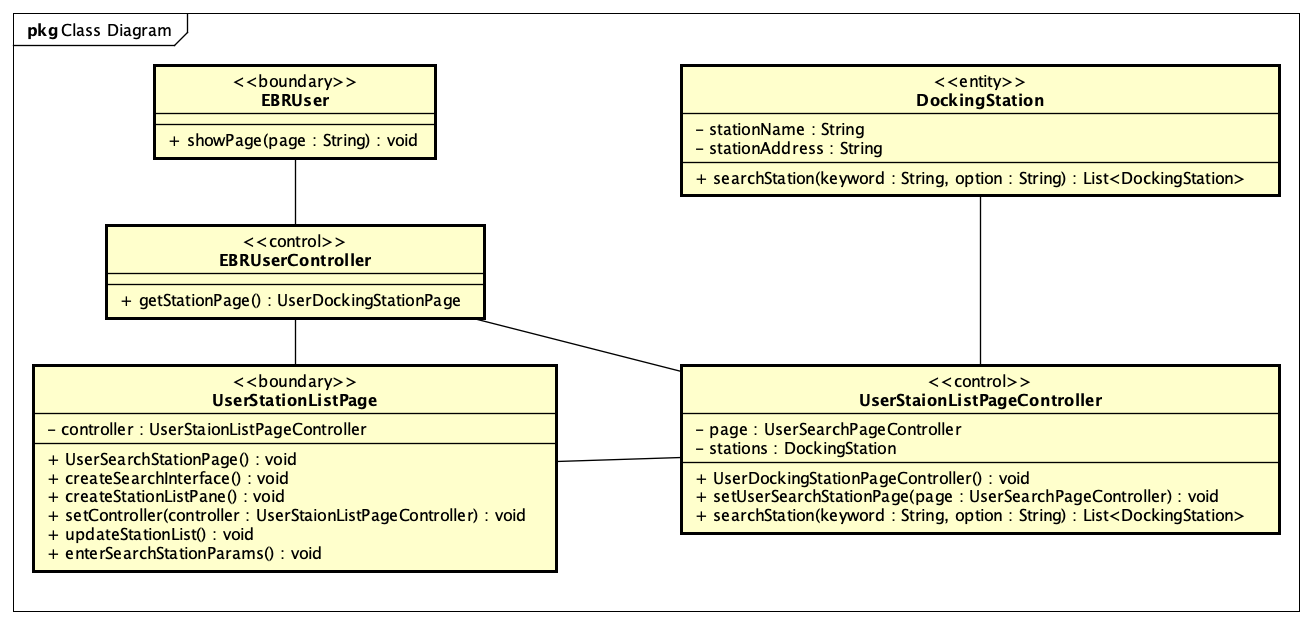 pkg Class Diagram
<<boundary>>
EBRUser
+ showPage(page : String) : void
<<entity>>
DockingStation
- stationName : String
- stationAddress : String
+ searchStation(keyword : String, option : String) : List<DockingStation>
<<control>>
EBRUserController
+ getStationPage() : UserDockingStationPage
<<boundary>>
UserStationListPage
- controller : UserStaionListPageController
+ UserSearchStationPage() : void
+ createSearchInterface() : void
+ createStationListPane() : void
+ setController(controller : UserStaionListPageController) : void
+ updateStationList() : void
+ enterSearchStationParams() : void
<<control>>
UserStaionListPageController
- page : UserSearchPageController
- stations : DockingStation
+ UserDockingStationPageController() : void
+ setUserSearchStationPage(page : UserSearchPageController) : void
+ searchStation(keyword : String, option : String) : List<DockingStation>